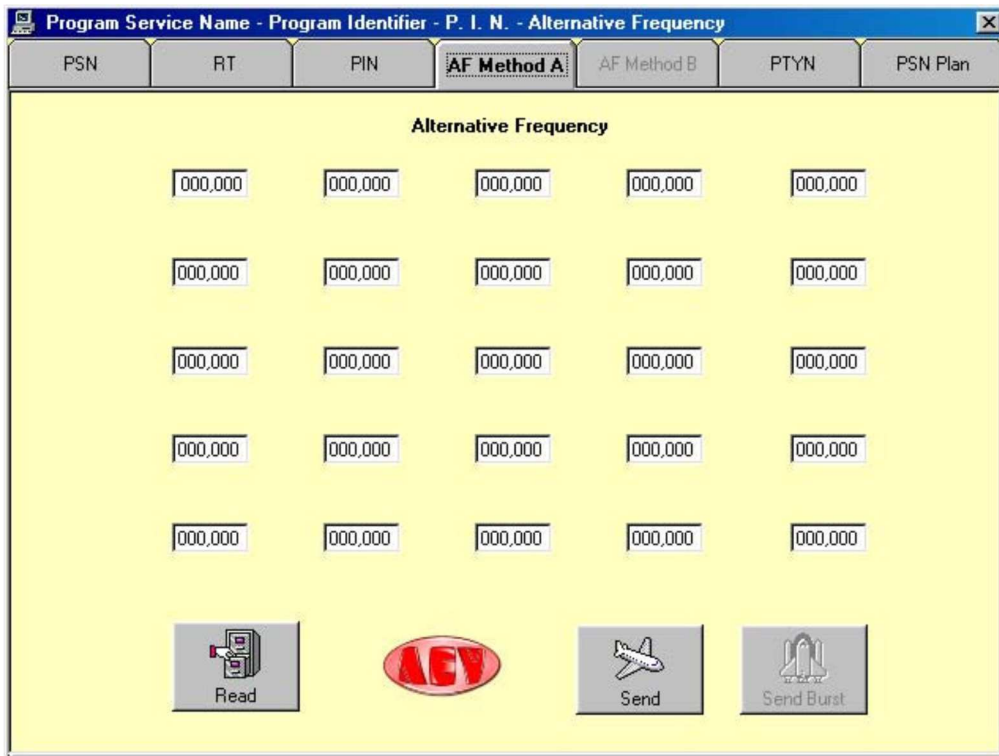 Program Service Name - Program Identifier - P. I. N. - Alternative Frequency
PSN RT PIN AF Method A AF Method B PTYN PSN Plan
Alternative Frequency
000,000 000,000 000,000 000,000 000,000
000,000 000,000 000,000 000,000 000,000
000,000 000,000 000,000 000,000 000,000
000,000 000,000 000,000 000,000 000,000
000,000 000,000 000,000 000,000 000,000
AEV
Read Send Send Burst